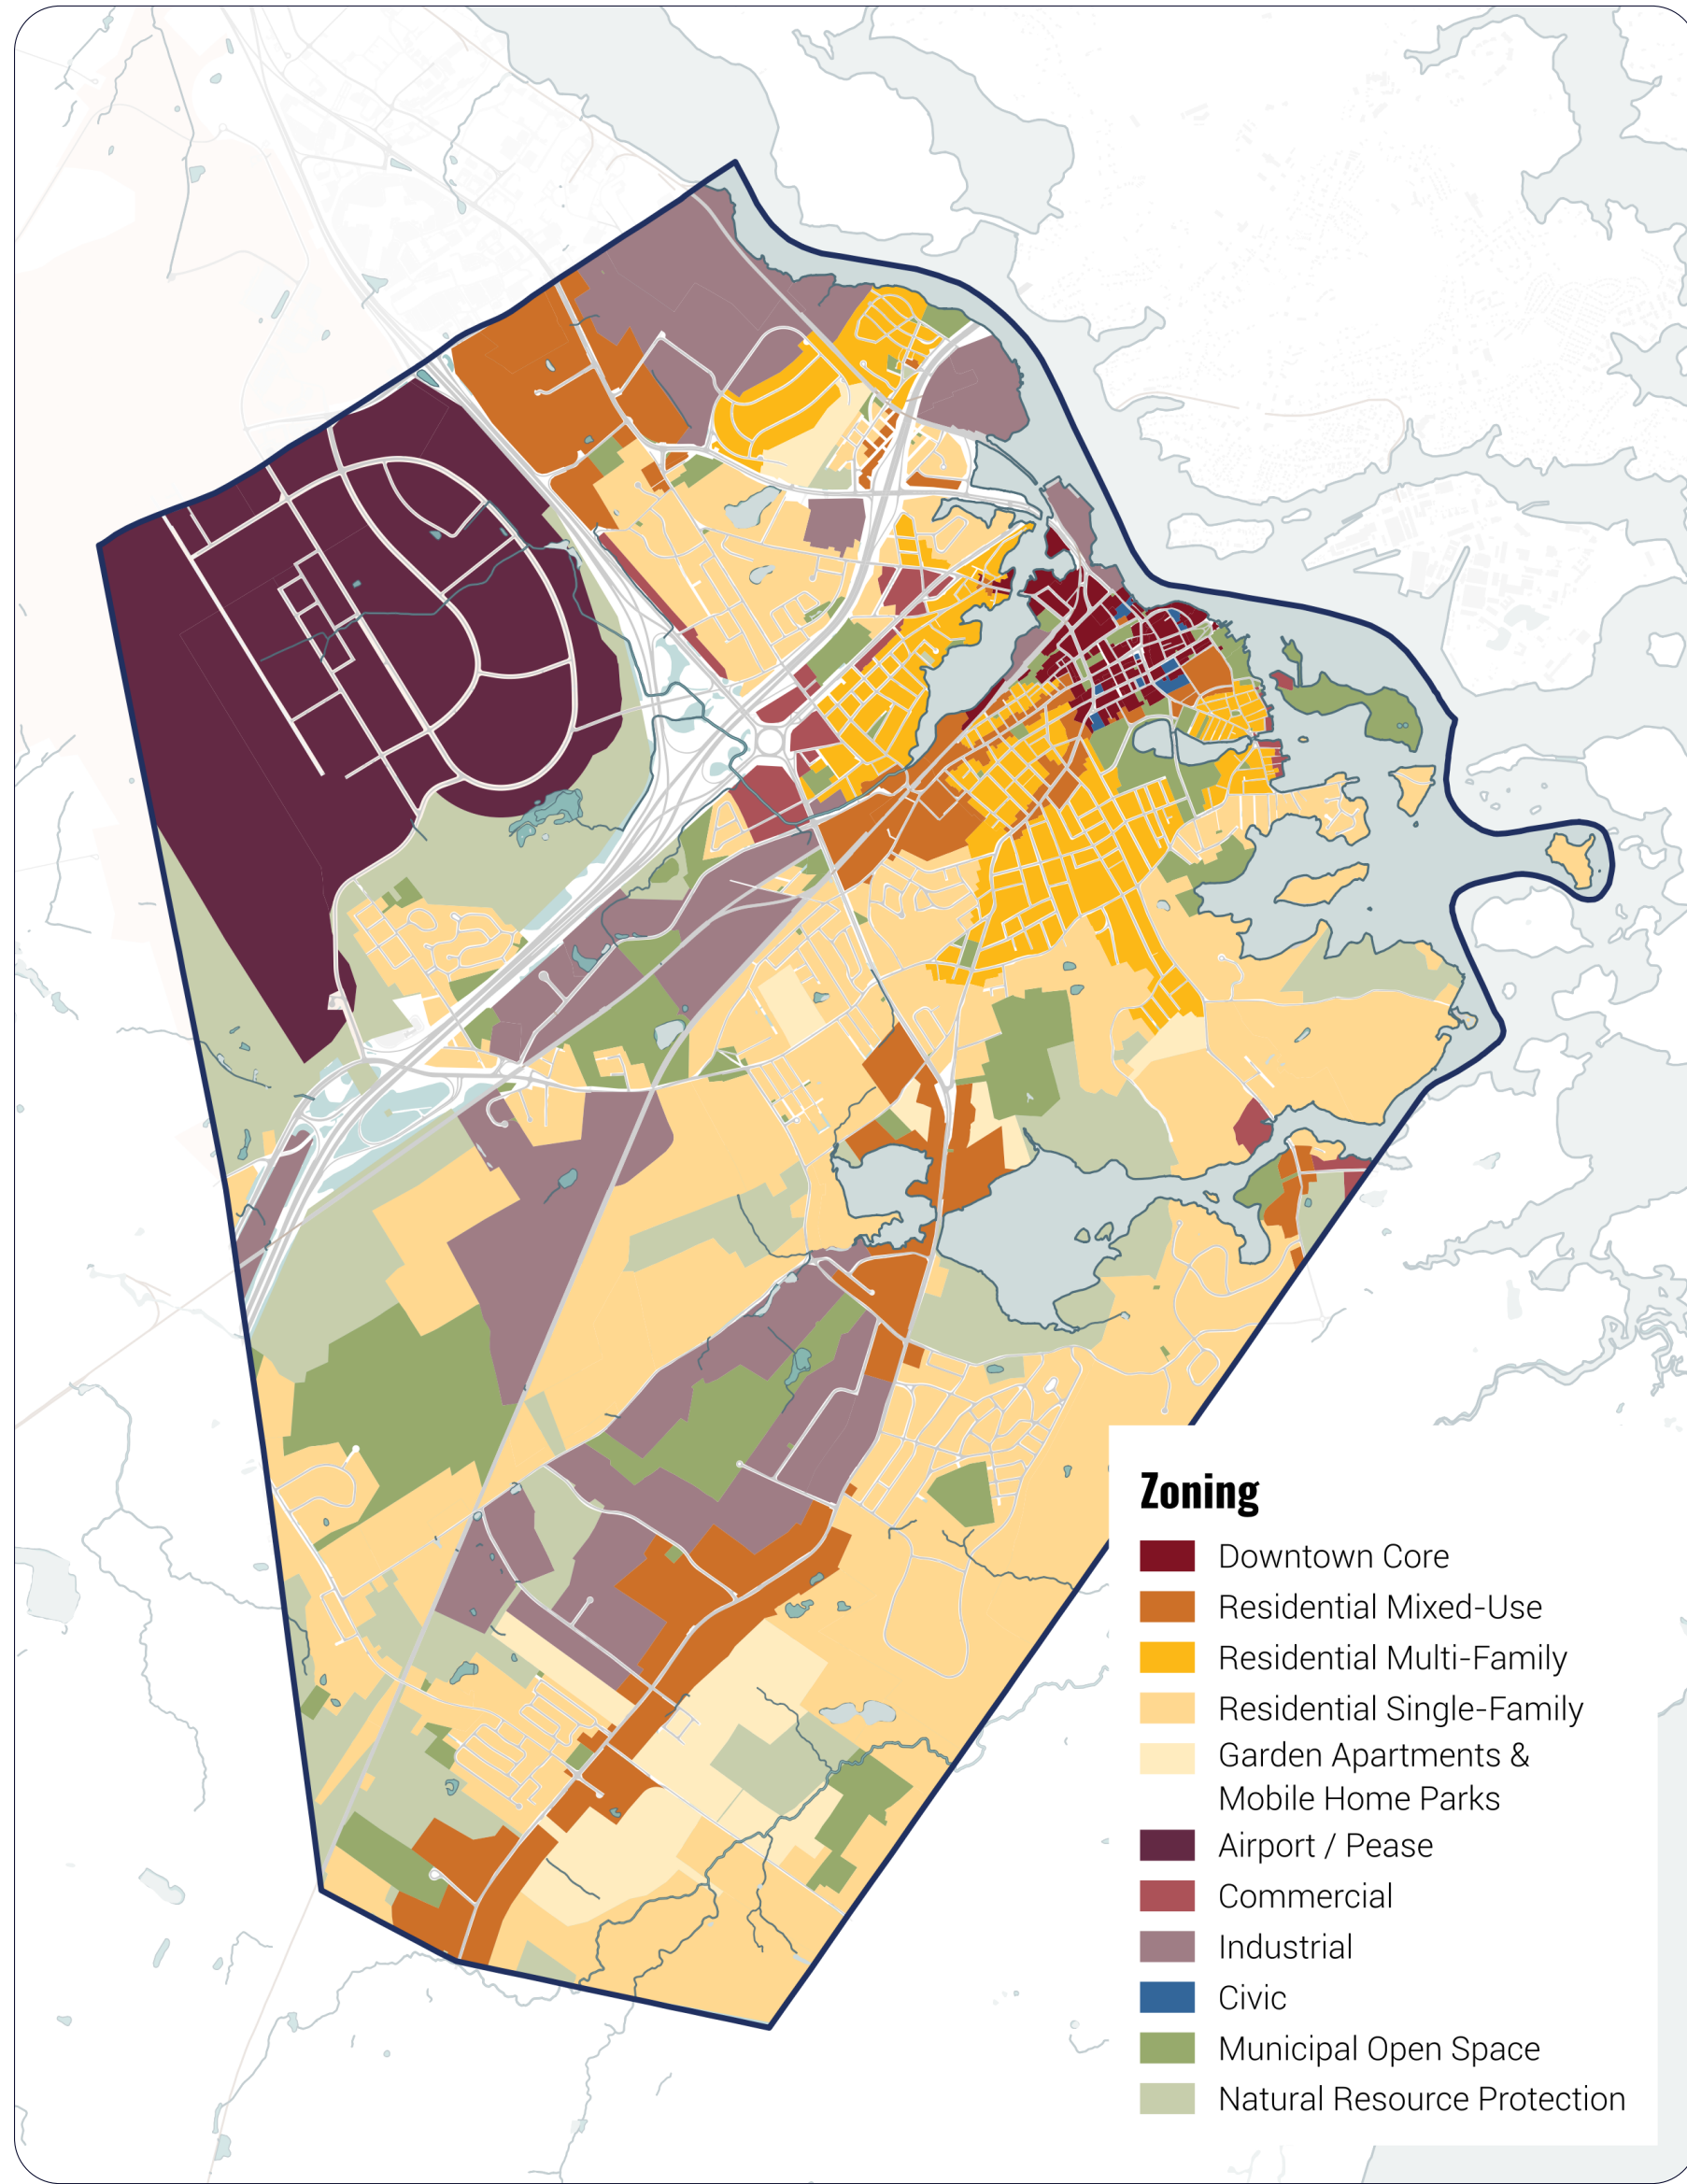 Zoning
Downtown Core
Residential Mixed-Use
Residential Multi-Family
Residential Single-Family
Garden Apartments &
Mobile Home Parks
Airport / Pease
Commercial
Industrial
Civic
Municipal Open Space
Natural Resource Protection